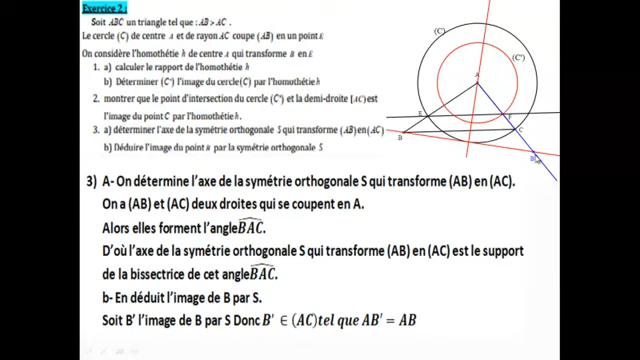 Exercice 2 :
Soit ABC un triangle tel que : AB > AC.
Le cercle (C) de centre A et de rayon AC coupe (AB) en un point E
On considère l'homothétie h de centre A qui transforme B en E
1. a) calculer le rapport de l'homothétie h
b) Déterminer (C') l'image du cercle(C) par l'homothétie h
2. montrer que le point d'intersection du cercle (C') et la demi-droite [AC) est
l'image du point C par l'homothétie h.
3. a) déterminer l'axe de la symétrie orthogonale S qui transforme (AB) en (AC)
b) Déduire l'image du point B par la symétrie orthogonale S
(C)
(C')
A
E
F
B
C
B'
3) A- On détermine l'axe de la symétrie orthogonale S qui transforme (AB) en (AC).
On a (AB) et (AC) deux droites qui se coupent en A.
Alors elles forment l'angle BAC.
D'où l'axe de la symétrie orthogonale S qui transforme (AB) en (AC) est le support
de la bissectrice de cet angle BAC.
b- En déduit l'image de B par S.
Soit B' l'image de B par S Donc B' ∈ (AC)tel que AB' = AB